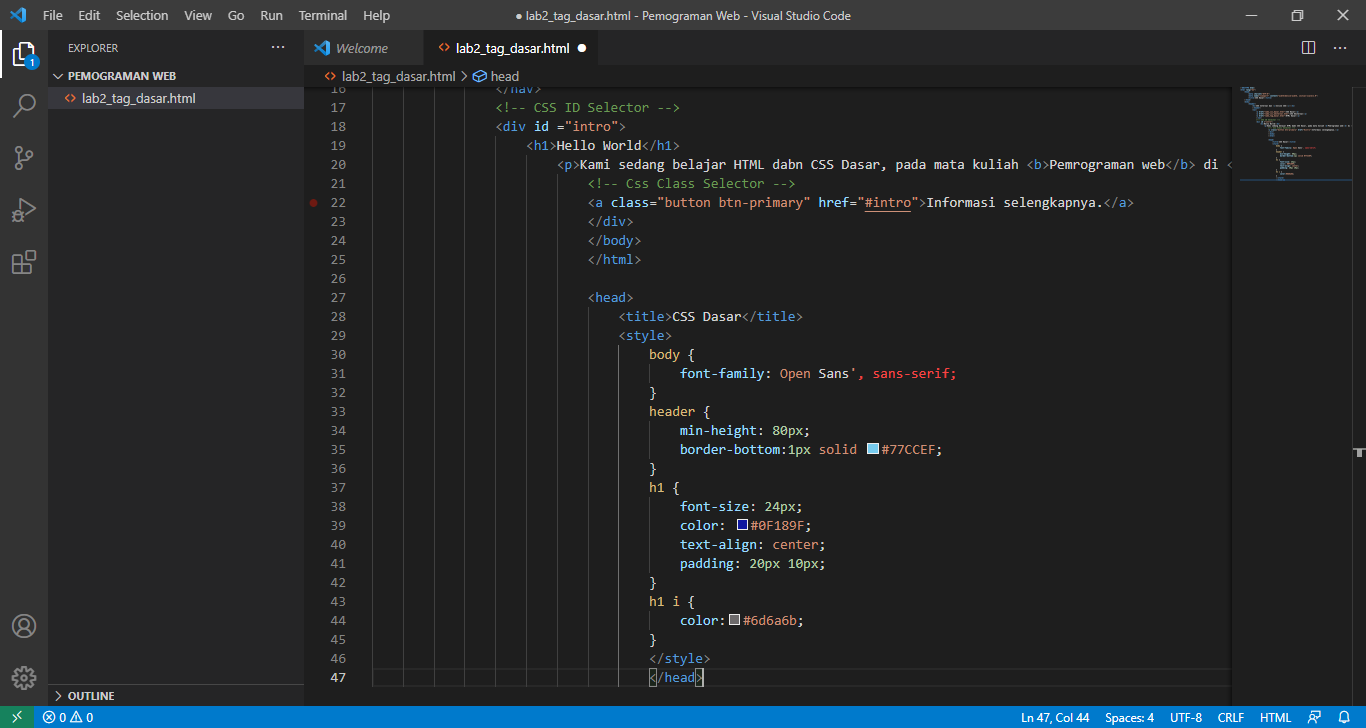 File Edit Selection View Go Run Terminal Help
● lab2_tag_dasar.html - Pemograman Web - Visual Studio Code
EXPLORER
Welcome
lab2_tag_dasar.html
1
PEMOGRAMAN WEB
lab2_tag_dasar.html > head
lab2_tag_dasar.html
16 </nav>
17 <!-- CSS ID Selector -->
18 <div id ="intro">
19 <h1>Hello World</h1>
20 <p>Kami sedang belajar HTML dabn CSS Dasar, pada mata kuliah <b>Pemrograman web</b> di <
21 <!-- Css Class Selector -->
22 <a class="button btn-primary" href="#intro">Informasi selengkapnya.</a>
23 </div>
24 </body>
25 </html>
26
27 <head>
28 <title>CSS Dasar</title>
29 <style>
30 body {
31 font-family: Open Sans', sans-serif;
32 }
33 header {
34 min-height: 80px;
35 border-bottom:1px solid #77CCEF;
36 }
37 h1 {
38 font-size: 24px;
39 color: #0F189F;
40 text-align: center;
41 padding: 20px 10px;
42 }
43 h1 i {
44 color:#6d6a6b;
45 }
46 </style>
47 </head>
OUTLINE
0 0
Ln 47, Col 44 Spaces: 4 UTF-8 CRLF HTML